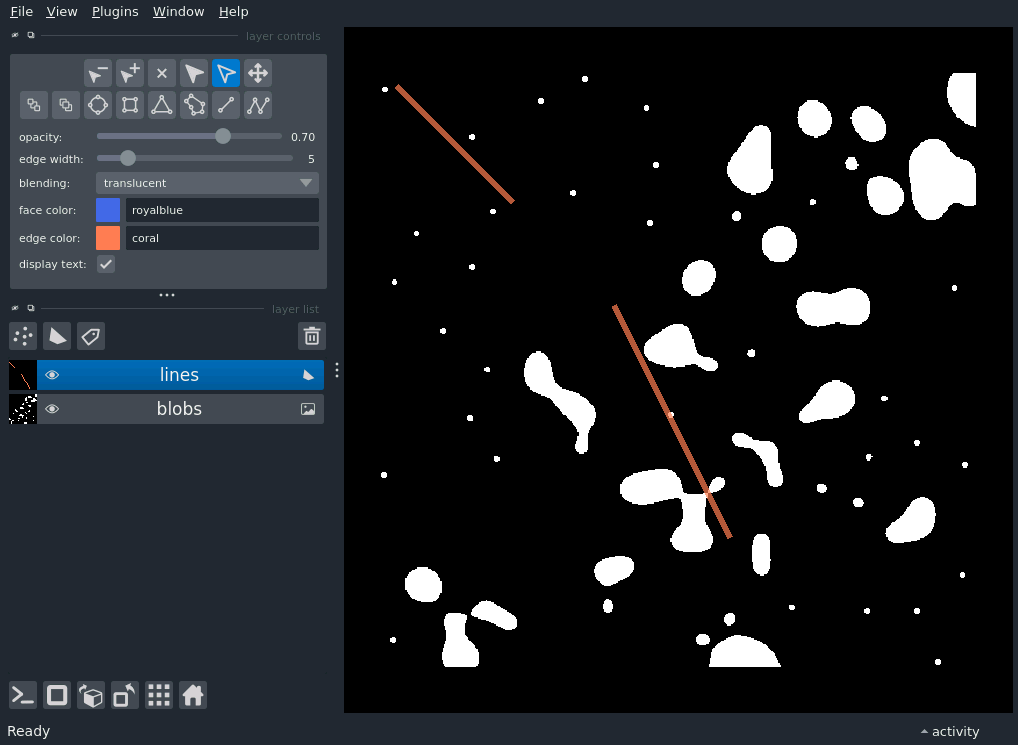 File View Plugins Window Help
layer controls
opacity: 0.70
edge width: 5
blending: translucent
face color: royalblue
edge color: coral
display text:
layer list
lines
blobs
Ready
activity